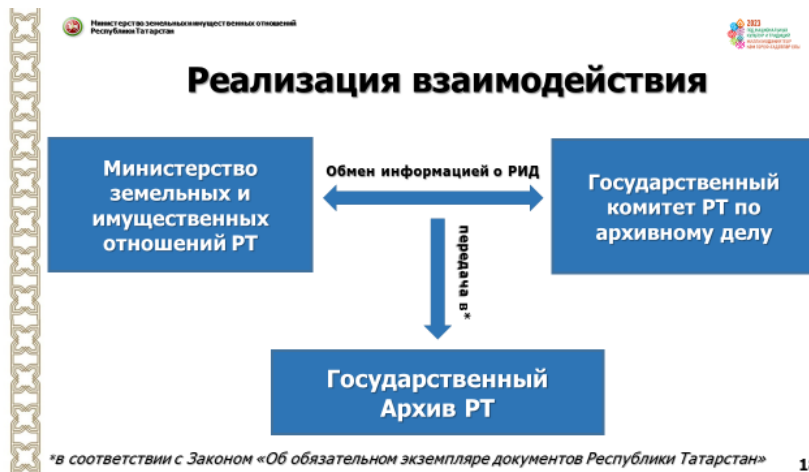 Министерство земельных и имущественных отношений
Республики Татарстан
2023
Реализация взаимодействия
Министерство
земельных и
имущественных
отношений РТ
Обмен информацией о РИД
Государственный
комитет РТ по
архивному делу
передача в*
Государственный
Архив РТ
*в соответствии с Законом «Об обязательном экземпляре документов Республики Татарстан»